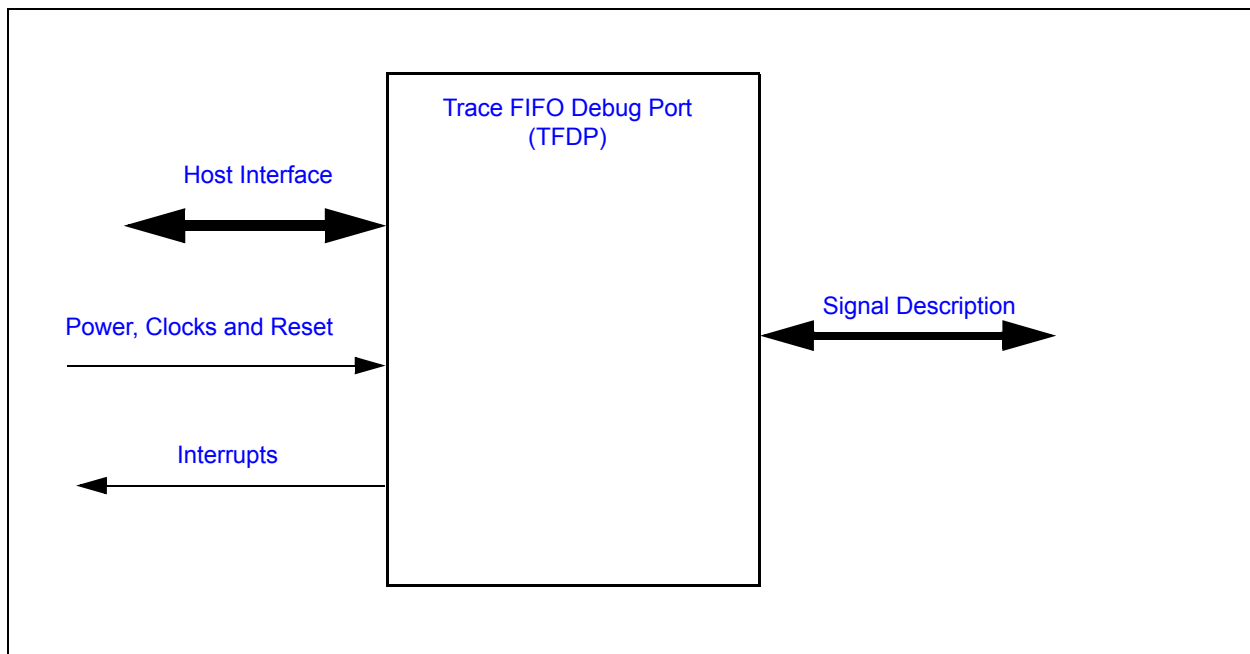 Trace FIFO Debug Port
(TFDP)
Host Interface
Signal Description
Power, Clocks and Reset
Interrupts